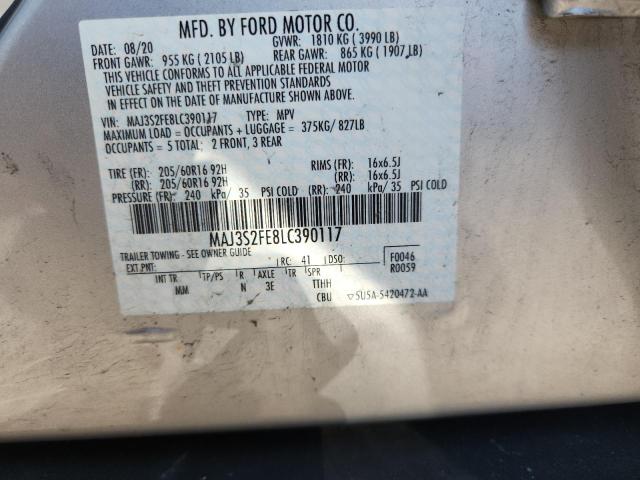 MFD. BY FORD MOTOR CO.
DATE: 08/20 GVWR: 1810 KG ( 3990 LB)
FRONT GAWR: 955 KG ( 2105 LB) REAR GAWR: 865 KG ( 1907 LB)
THIS VEHICLE CONFORMS TO ALL APPLICABLE FEDERAL MOTOR
VEHICLE SAFETY AND THEFT PREVENTION STANDARDS
IN EFFECT ON THE DATE OF MANUFACTURE SHOWN ABOVE.
VIN: MAJ3S2FE8LC390117 TYPE: MPV
MAXIMUM LOAD = OCCUPANTS + LUGGAGE = 375KG/ 827LB
OCCUPANTS = 5 TOTAL: 2 FRONT, 3 REAR
TIRE (FR): 205/60R16 92H RIMS (FR): 16x6.5J
(RR): 205/60R16 92H (RR): 16x6.5J
PRESSURE (FR): 240 kPa/ 35 PSI COLD (RR): 240 kPa/ 35 PSI COLD
MAJ3S2FE8LC390117
TRAILER TOWING - SEE OWNER GUIDE F0046
EXT PNT: RC: 41 DSO: R0059
INT TR TP/PS R AXLE TR SPR
MM N 3E TTHH
CBU ▽5U5A-5420472-AA